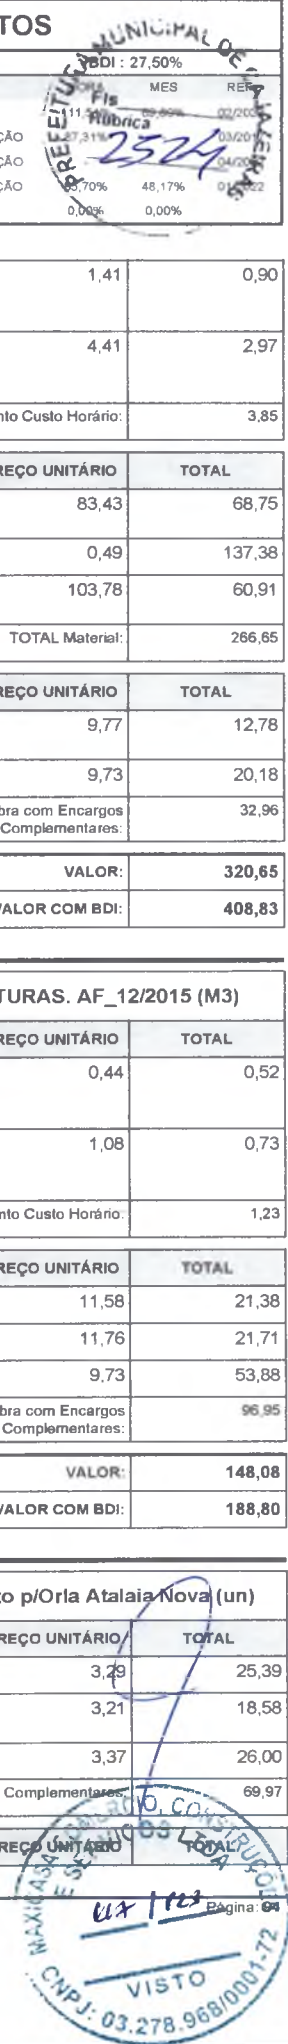 TOS
PREFEITURA MUNICIPAL DE
BDI : 27,50%
MES
Fls
Rubrica
02/20
ÇÃO 87,31% 03/20
2524
ÇÃO 04/20
ÇÃO 85,70% 48,17%
0,00% 0,00%
1,41 0,90
4,41 2,97
nto Custo Horário: 3,85
REÇO UNITÁRIO TOTAL
83,43 68,75
0,49 137,38
103,78 60,91
TOTAL Material: 266,65
REÇO UNITÁRIO TOTAL
9,77 12,78
9,73 20,18
bra com Encargos 32,96
Complementares:
VALOR: 320,65
VALOR COM BDI: 408,83
TURAS. AF_12/2015 (M3)
REÇO UNITÁRIO TOTAL
0,44 0,52
1,08 0,73
nto Custo Horário: 1,23
REÇO UNITÁRIO TOTAL
11,58 21,38
11,76 21,71
9,73 53,88
bra com Encargos 96,95
Complementares:
VALOR: 148,08
VALOR COM BDI: 188,80
to p/Orla Atalaia Nova (un)
REÇO UNITÁRIO TOTAL
3,29 25,39
3,21 18,58
3,37 26,00
Complementares: 69,97
REÇO UNITÁRIO TOTAL
Página: 94
VISTO
CNPJ: 03.278.968/0001-72